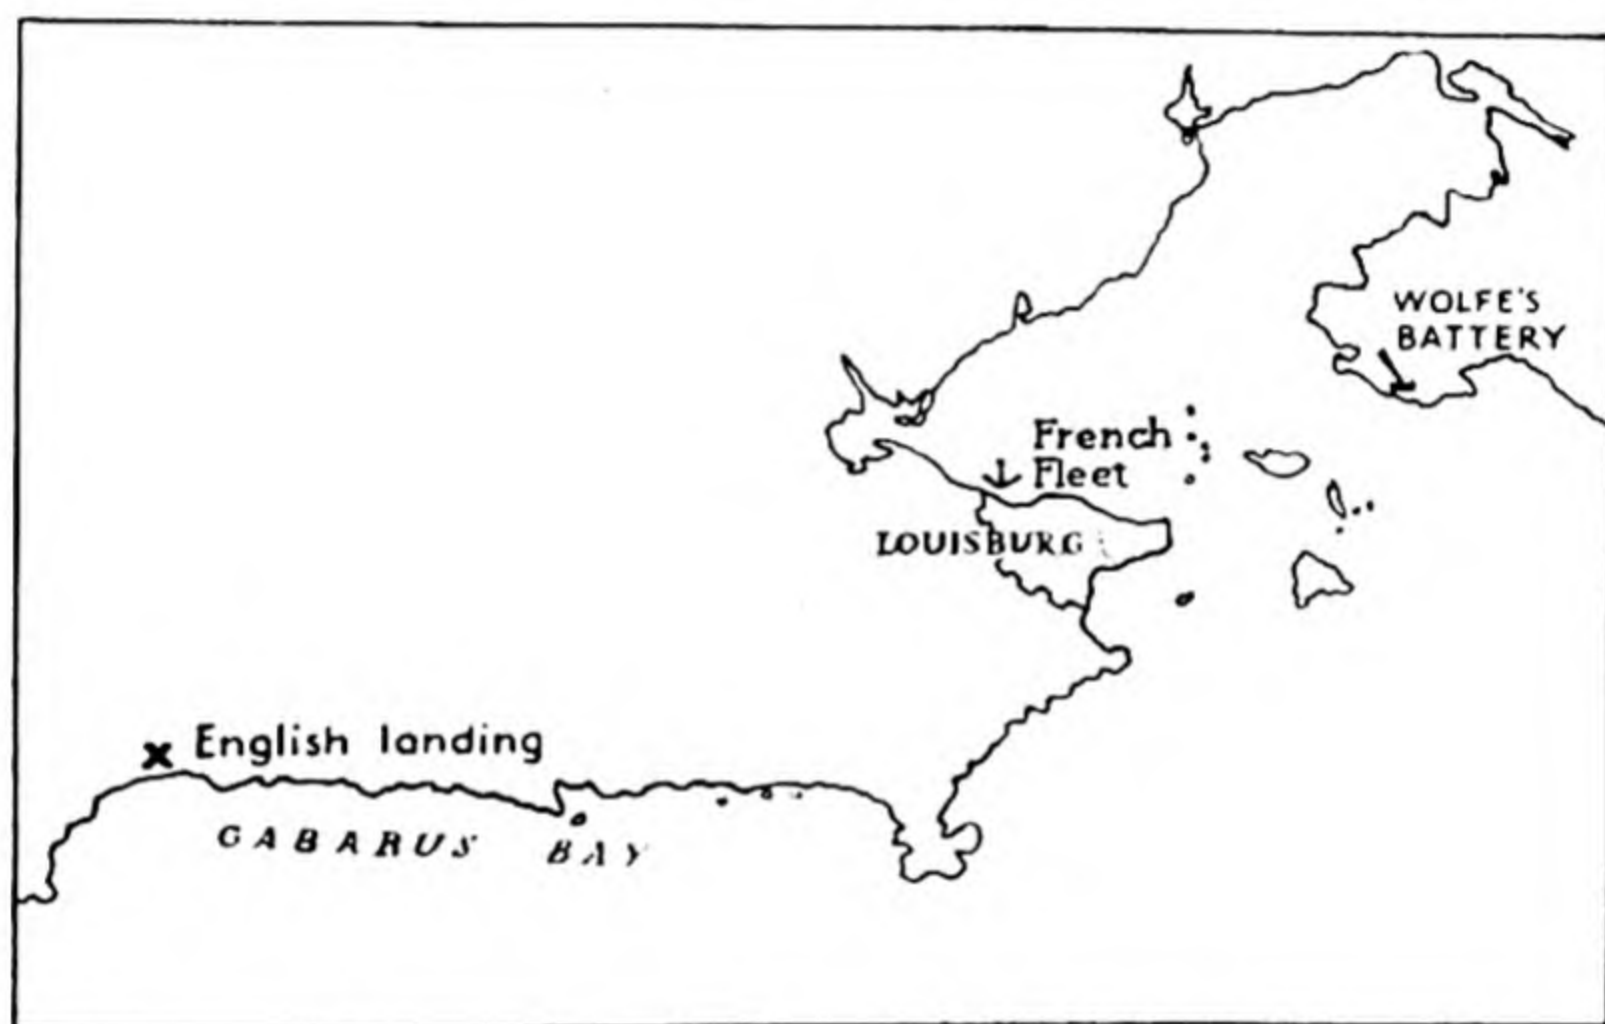 WOLFE'S
BATTERY
French
Fleet
LOUISBURG
English landing
GABARUS BAY